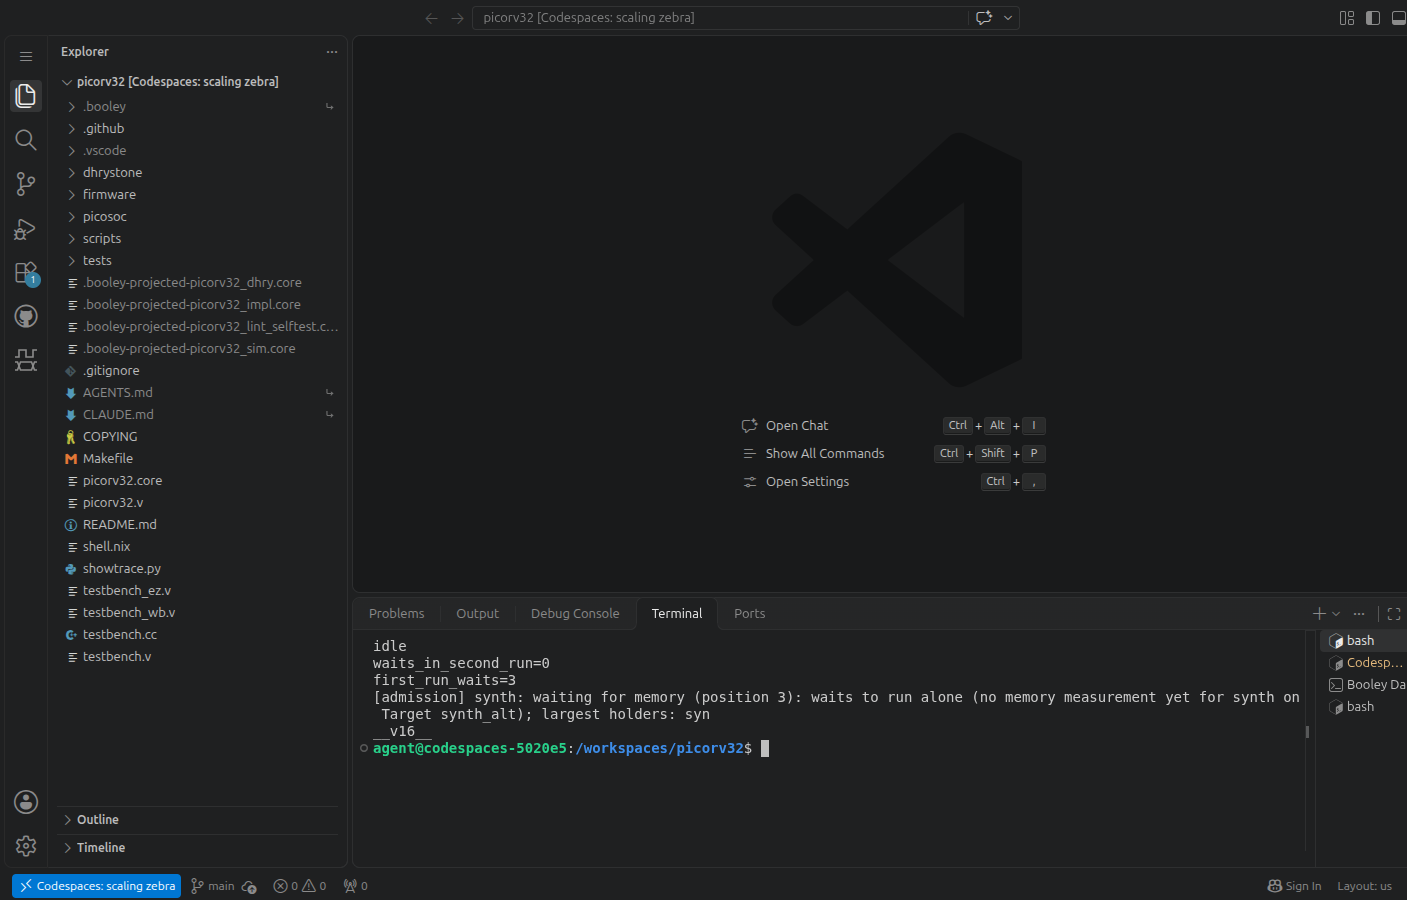 picorv32 [Codespaces: scaling zebra]
Explorer
picorv32 [Codespaces: scaling zebra]
.booley
.github
.vscode
dhrystone
firmware
picosoc
scripts
tests
.booley-projected-picorv32_dhry.core
.booley-projected-picorv32_impl.core
.booley-projected-picorv32_lint_selftest.c...
.booley-projected-picorv32_sim.core
.gitignore
AGENTS.md
CLAUDE.md
COPYING
Makefile
picorv32.core
picorv32.v
README.md
shell.nix
showtrace.py
testbench_ez.v
testbench_wb.v
testbench.cc
testbench.v
Outline
Timeline
1
Open Chat Ctrl + Alt + I
Show All Commands Ctrl + Shift + P
Open Settings Ctrl + ,
Problems Output Debug Console Terminal Ports
idle
waits_in_second_run=0
first_run_waits=3
[admission] synth: waiting for memory (position 3): waits to run alone (no memory measurement yet for synth on
Target synth_alt); largest holders: syn
__v16__
agent@codespaces-5020e5:/workspaces/picorv32$
bash
Codesp...
Booley Da
bash
Codespaces: scaling zebra main 0 0 0 Sign In Layout: us